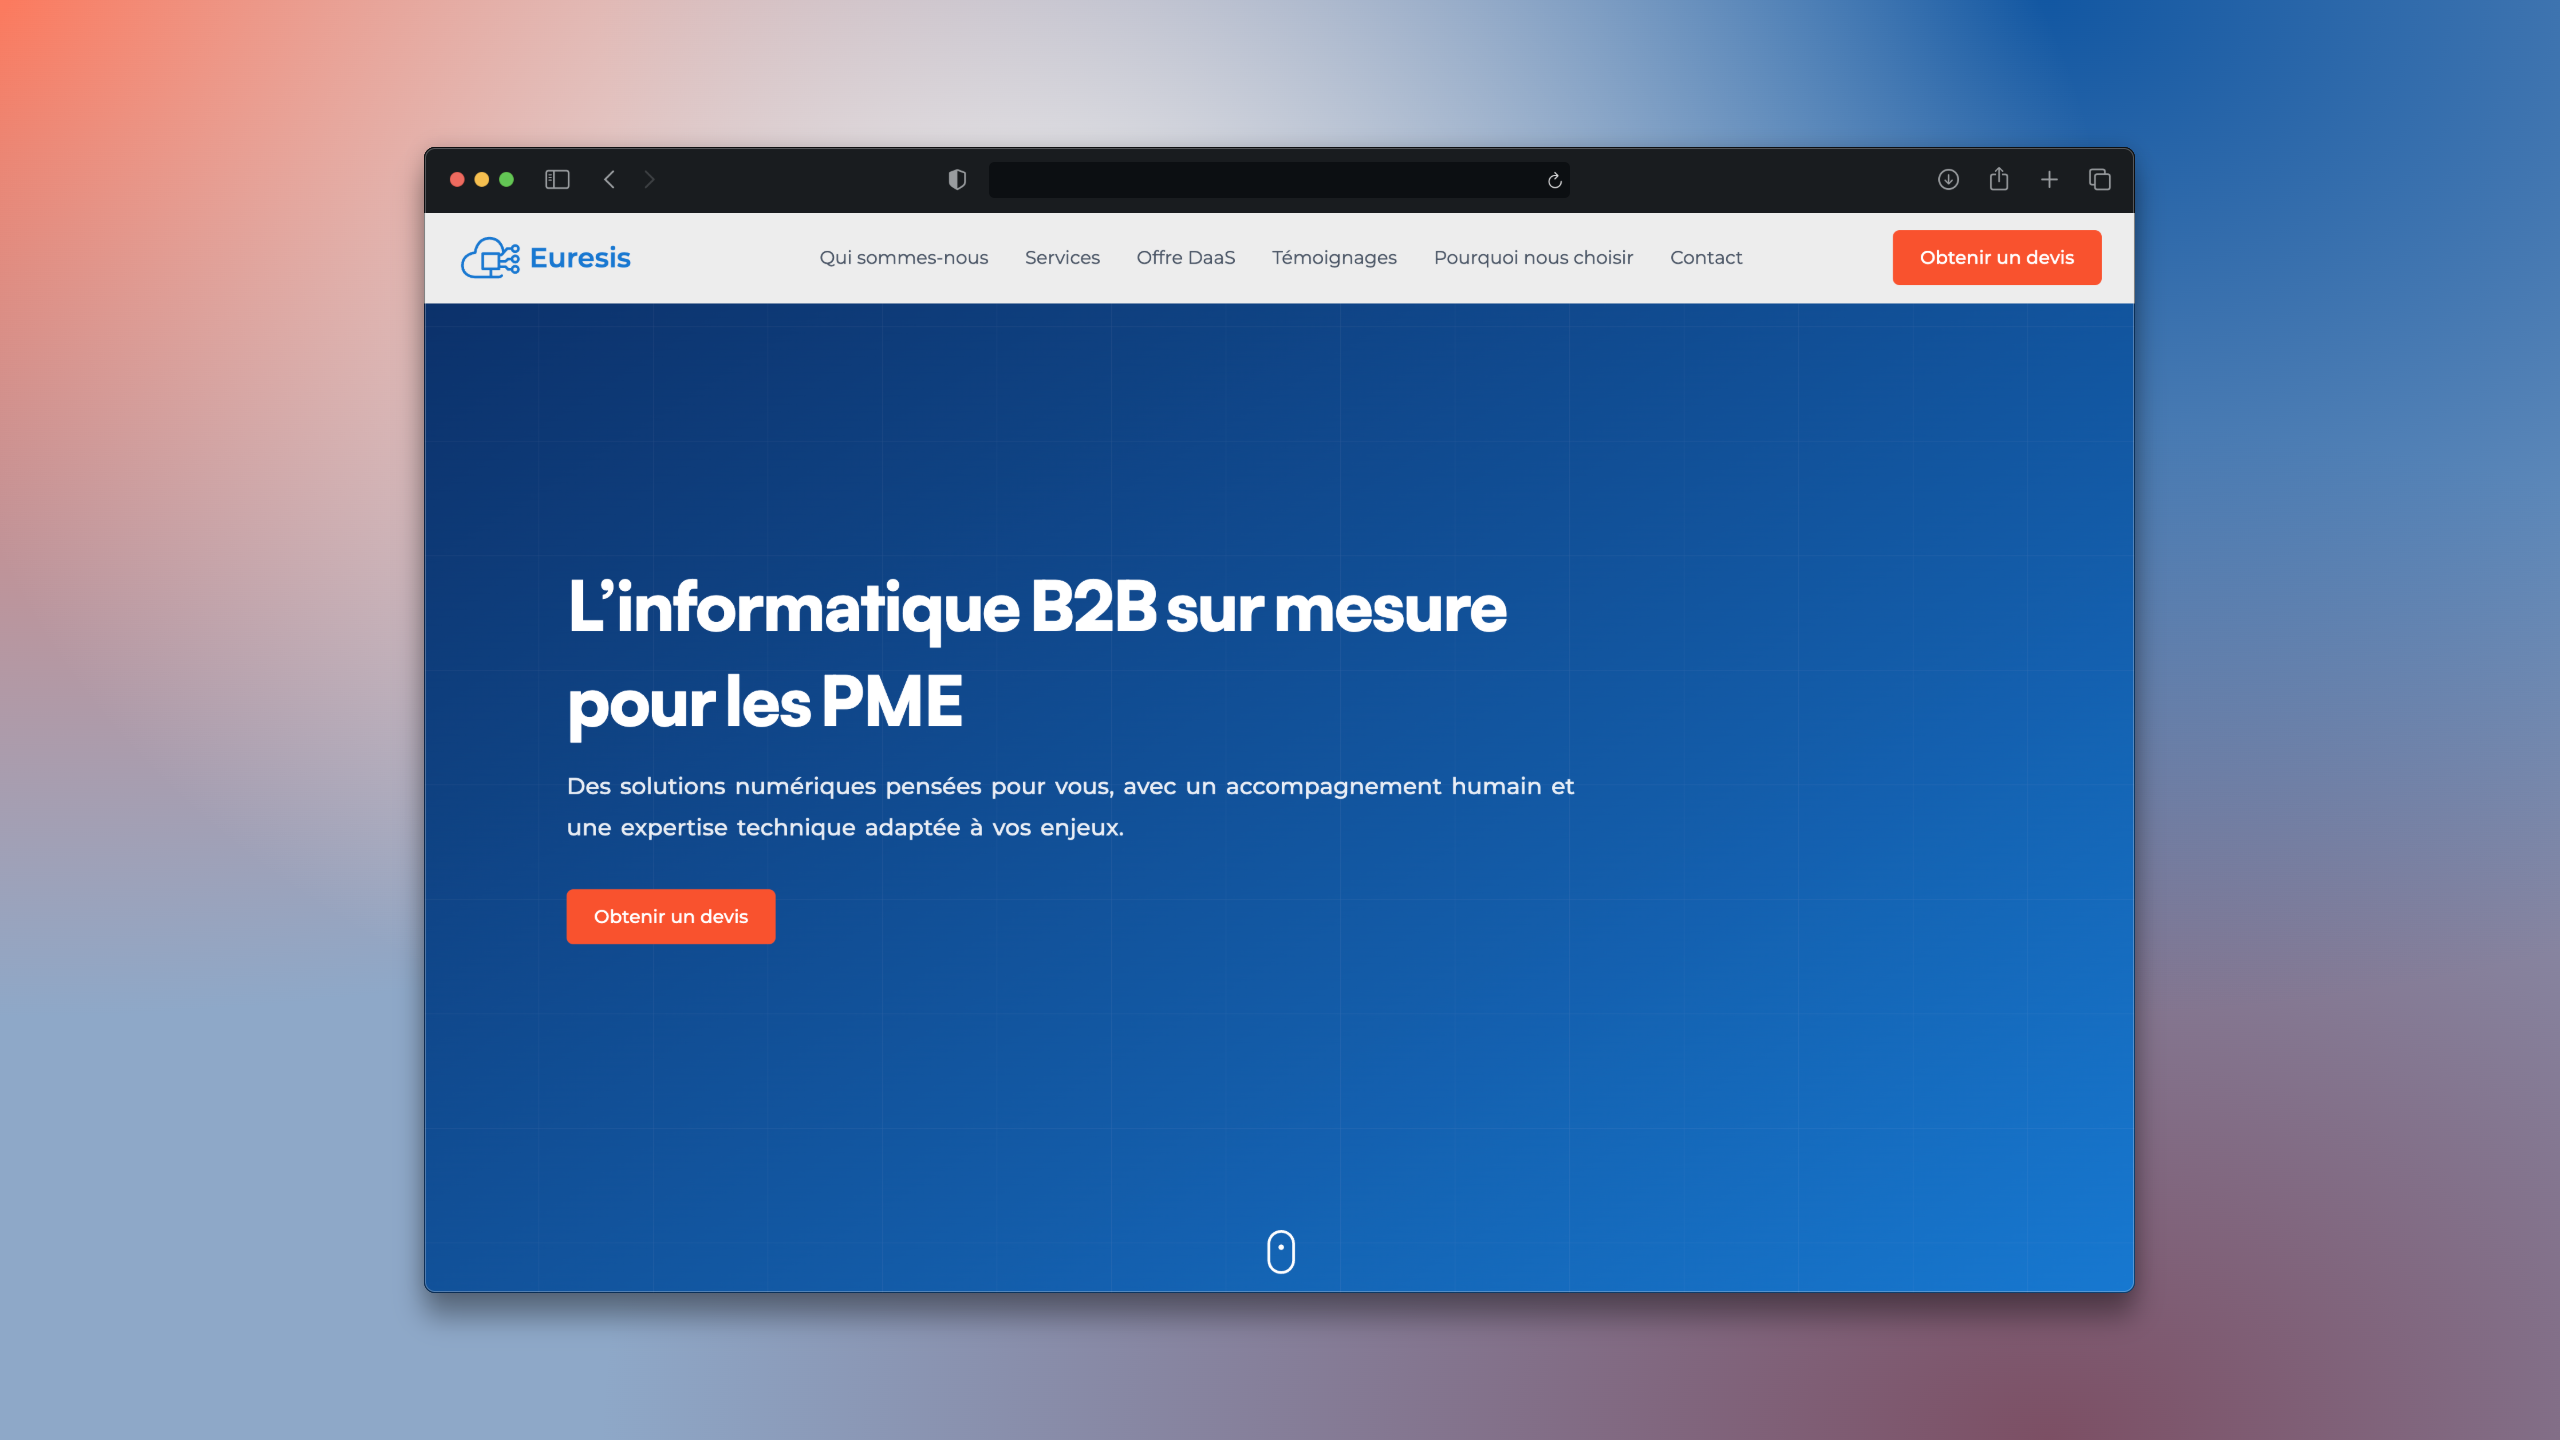 Euresis
Qui sommes-nous
Services
Offre DaaS
Témoignages
Pourquoi nous choisir
Contact
Obtenir un devis
L’informatique B2B sur mesure
pour les PME
Des solutions numériques pensées pour vous, avec un accompagnement humain et
une expertise technique adaptée à vos enjeux.
Obtenir un devis